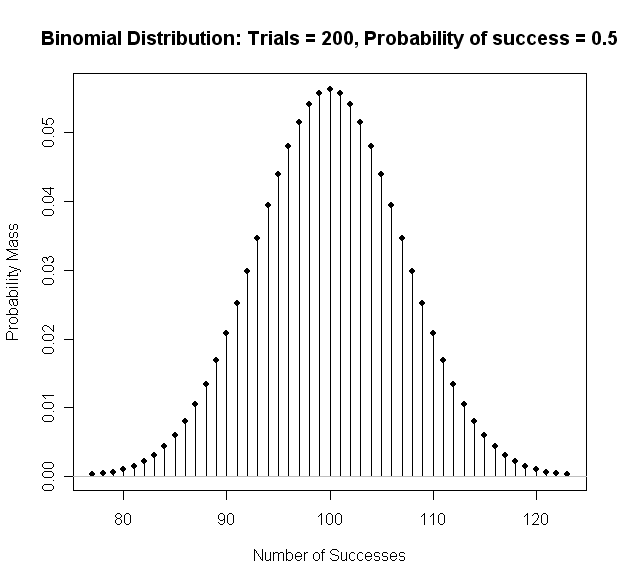 Binomial Distribution: Trials = 200, Probability of success = 0.5
0.05
0.04
0.03
0.02
0.01
0.00
Probability Mass
80 90 100 110 120
Number of Successes